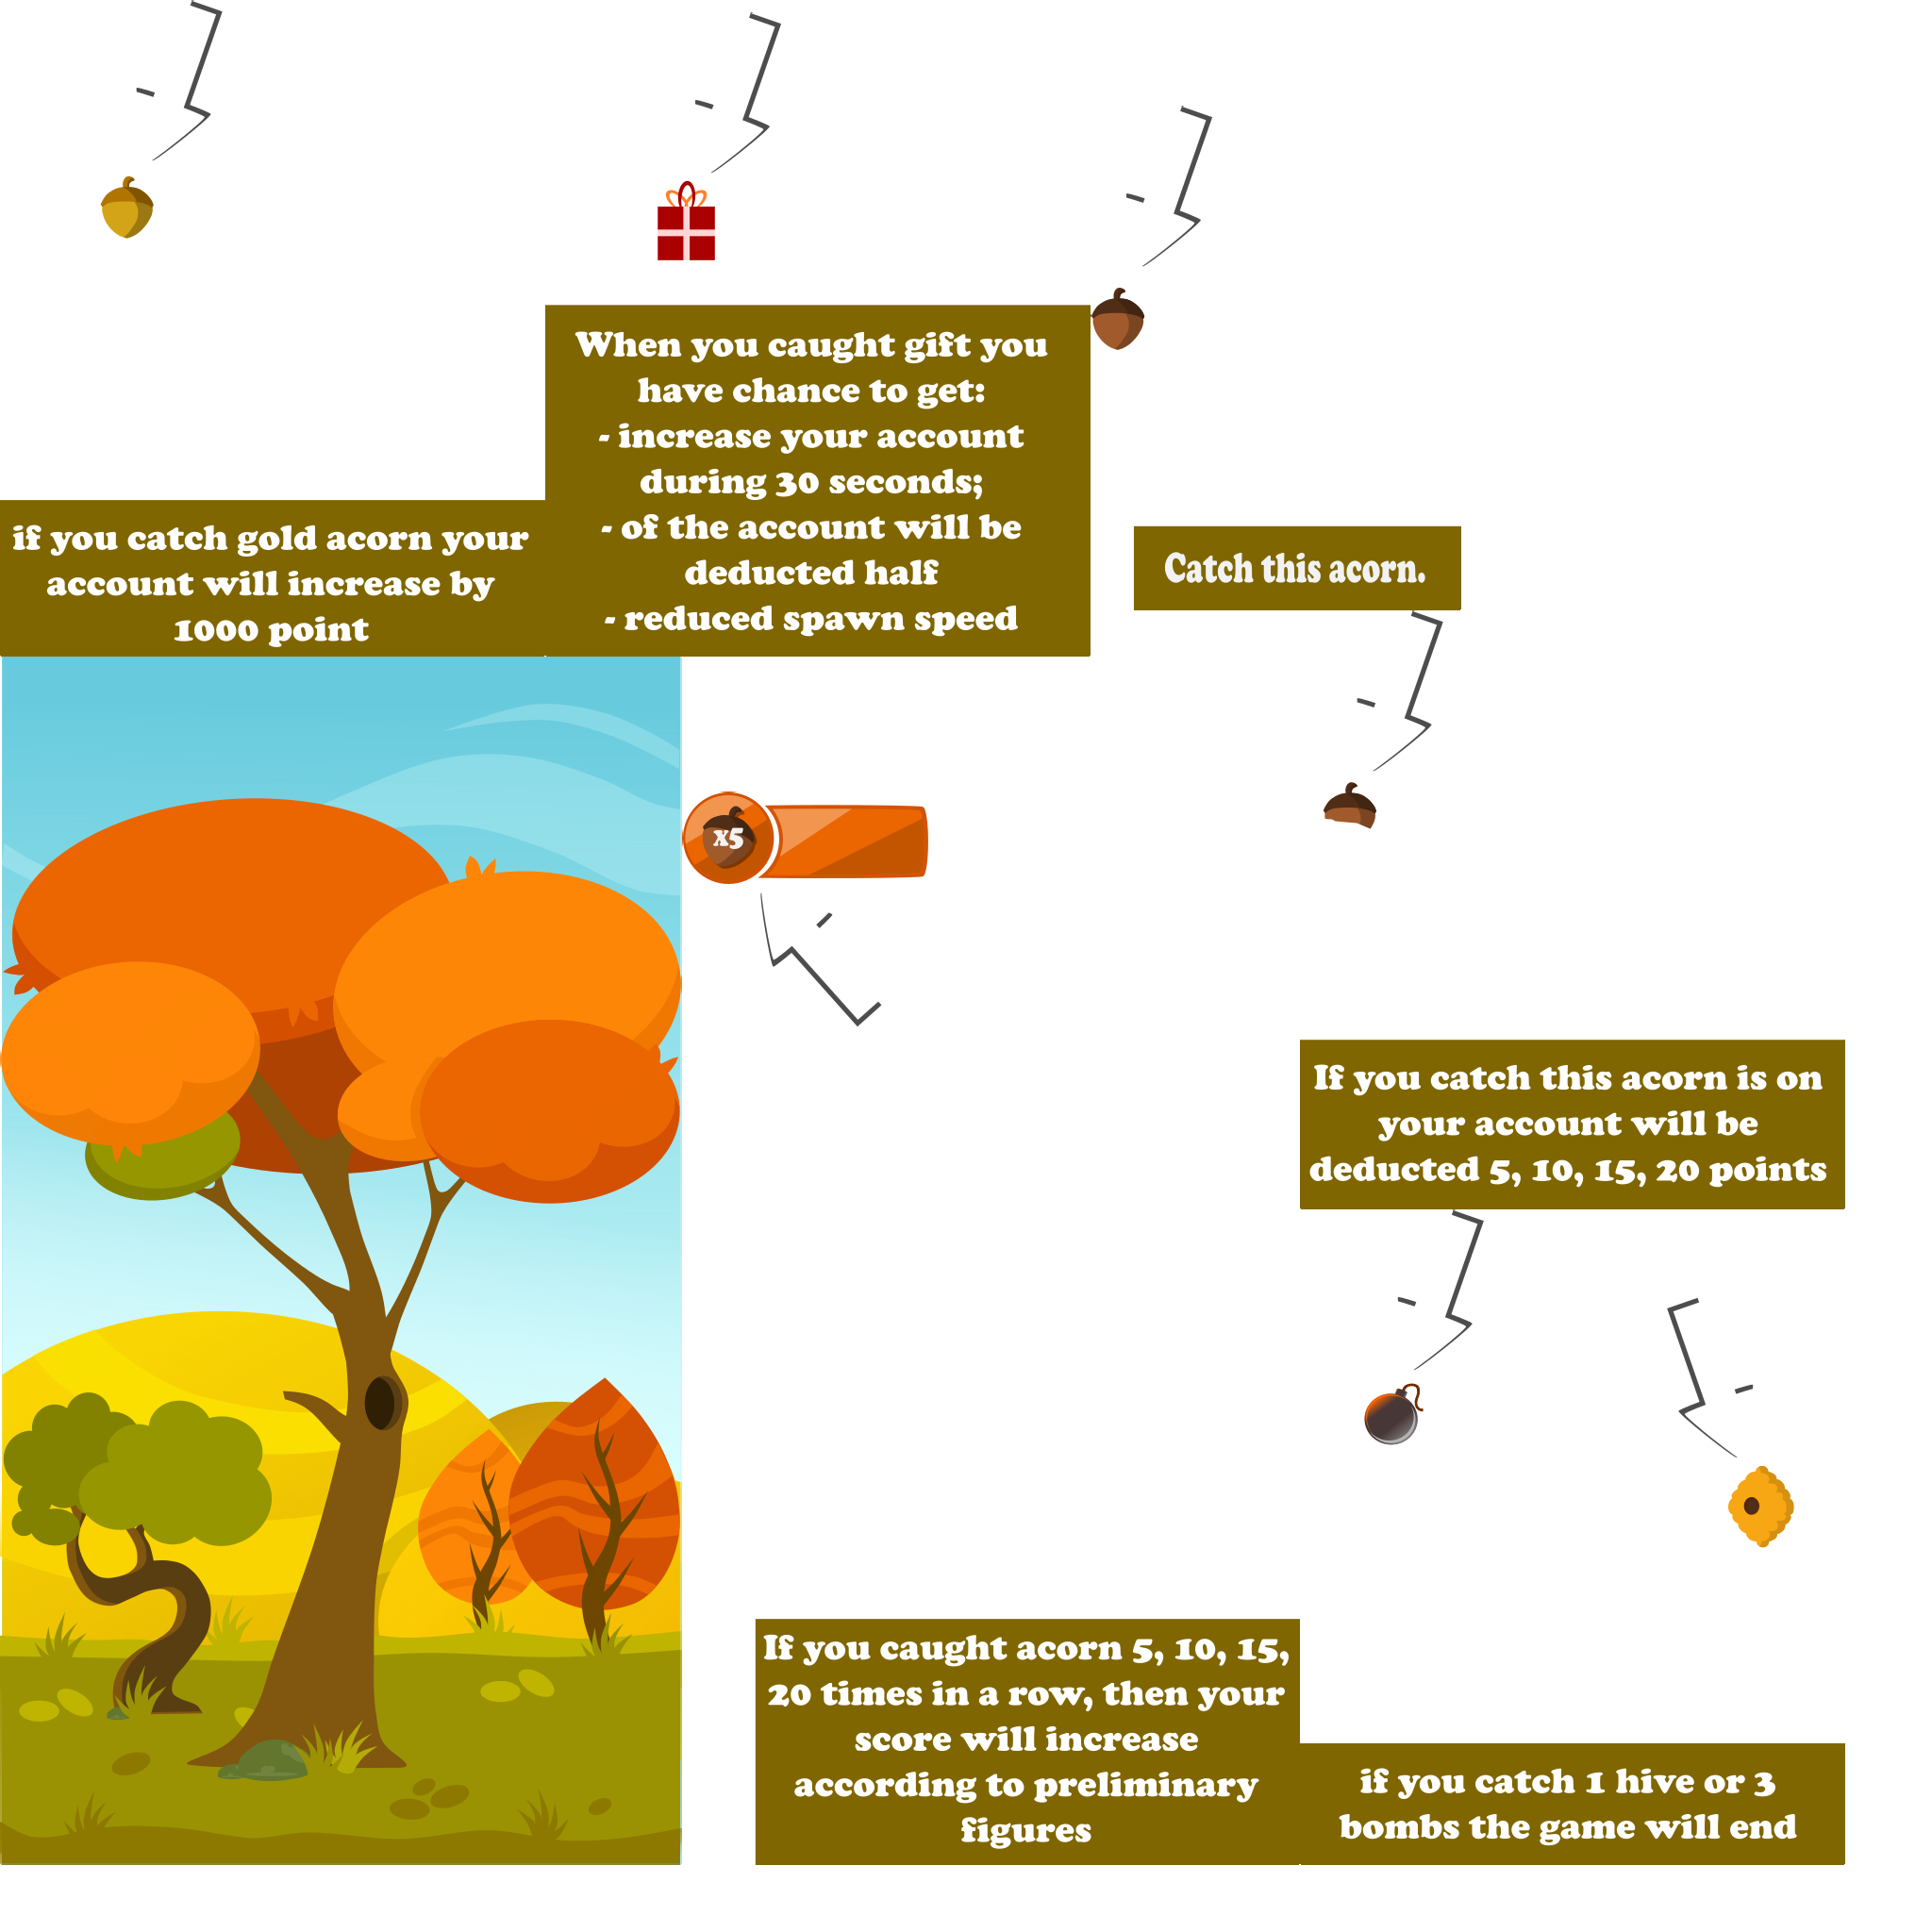 When you caught gift you
have chance to get:
- increase your account
during 30 seconds;
- of the account will be
deducted half
- reduced spawn speed
if you catch gold acorn your
account will increase by
1000 point
Catch this acorn.
x5
If you catch this acorn is on
your account will be
deducted 5, 10, 15, 20 points
If you caught acorn 5, 10, 15,
20 times in a row, then your
score will increase
according to preliminary
figures
if you catch 1 hive or 3
bombs the game will end